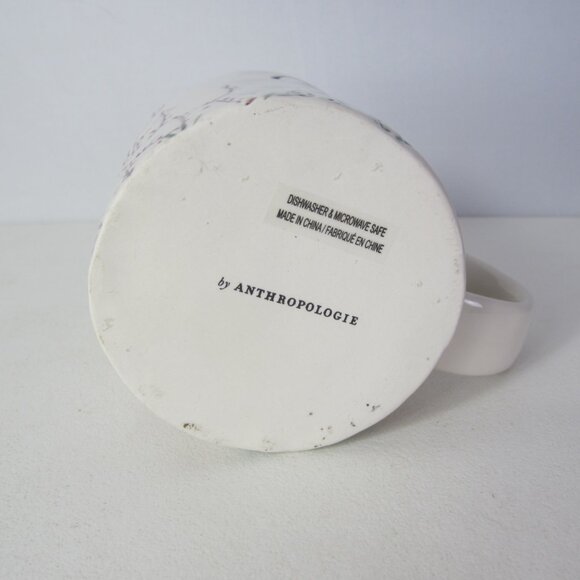 DISHWASHER & MICROWAVE SAFE
MADE IN CHINA / FABRIQUÉ EN CHINE
by ANTHROPOLOGIE